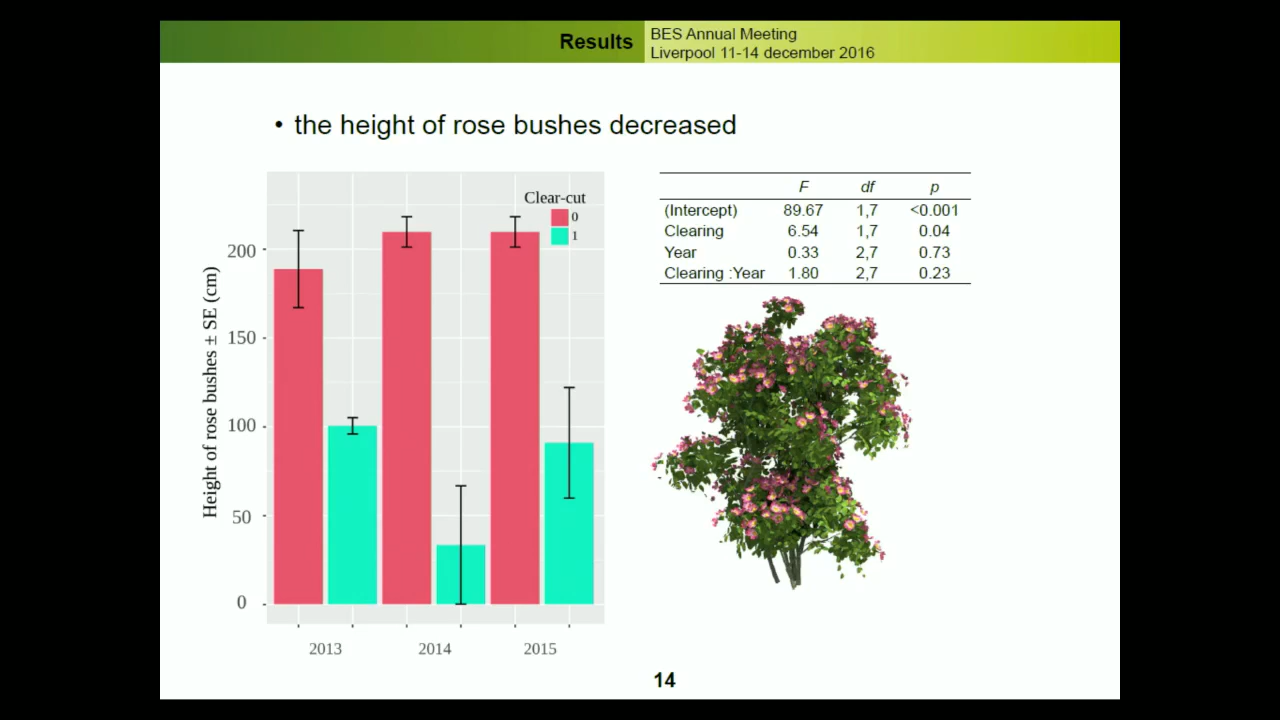 Results
BES Annual Meeting
Liverpool 11-14 december 2016
• the height of rose bushes decreased
Clear-cut
0
1
Height of rose bushes ± SE (cm)
200
150
100
50
0
2013 2014 2015
F df p
(Intercept) 89.67 1,7 <0.001
Clearing 6.54 1,7 0.04
Year 0.33 2,7 0.73
Clearing :Year 1.80 2,7 0.23
14